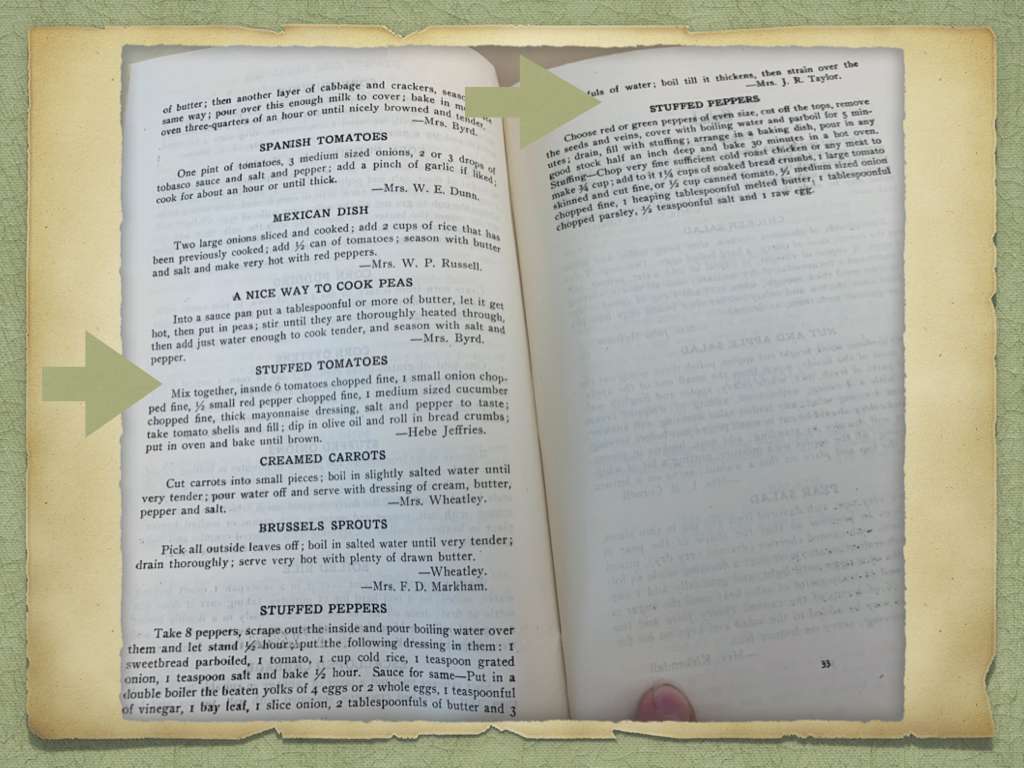 of butter; then another layer of cabbage and crackers,
same way; pour over this enough milk to cover; bake in
oven three-quarters of an hour or until nicely browned and tender,
—Mrs. Byrd.
SPANISH TOMATOES
One pint of tomatoes, 3 medium sized onions, 2 or 3 drops of
tobasco sauce and salt and pepper; add a pinch of garlic if liked;
cook for about an hour or until thick.
—Mrs. W. E. Dunn.
MEXICAN DISH
Two large onions sliced and cooked; add 2 cups of rice that has
been previously cooked; add ½ can of tomatoes; season with butter
and salt and make very hot with red peppers.
—Mrs. W. P. Russell.
A NICE WAY TO COOK PEAS
Into a sauce pan put a tablespoonful or more of butter, let it get
hot, then put in peas; stir until they are thoroughly heated through,
then add just water enough to cook tender, and season with salt and
pepper.
—Mrs. Byrd.
STUFFED TOMATOES
Mix together, insnde 6 tomatoes chopped fine, 1 small onion chop-
ped fine, ½ small red pepper chopped fine, 1 medium sized cucumber
chopped fine, thick mayonnaise dressing, salt and pepper to taste;
take tomato shells and fill; dip in olive oil and roll in bread crumbs;
put in oven and bake until brown.
—Hebe Jeffries.
CREAMED CARROTS
Cut carrots into small pieces; boil in slightly salted water until
very tender; pour water off and serve with dressing of cream, butter,
pepper and salt.
—Mrs. Wheatley.
BRUSSELS SPROUTS
Pick all outside leaves off; boil in salted water until very tender;
drain thoroughly; serve very hot with plenty of drawn butter.
—Wheatley.
—Mrs. F. D. Markham.
STUFFED PEPPERS
Take 8 peppers, scrape out the inside and pour boiling water over
them and let stand ½ hour; put the following dressing in them: 1
sweetbread parboiled, 1 tomato, 1 cup cold rice, 1 teaspoon grated
onion, 1 teaspoon salt and bake ½ hour. Sauce for same—Put in a
double boiler the beaten yolks of 4 eggs or 2 whole eggs, 1 teaspoonful
of vinegar, 1 bay leaf, 1 slice onion, 2 tablespoonfuls of butter and 3
of water; boil till it thickens, then strain over the
—Mrs. J. R. Taylor.
STUFFED PEPPERS
Choose red or green peppers of even size, cut off the tops, remove
the seeds and veins, cover with boiling water and parboil for 5 min-
utes; drain, fill with stuffing; arrange in a baking dish, pour in any
good stock half an inch deep and bake 30 minutes in a hot oven.
Stuffing—Chop very fine sufficient cold roast chicken or any meat to
make ¾ cup; add to it 1¼ cups of soaked bread crumbs, 1 large tomato
skinned and cut fine, or ½ cup canned tomato, ½ medium sized onion
chopped fine, 1 heaping tablespoonful melted butter, 1 tablespoonful
chopped parsley, ½ teaspoonful salt and 1 raw egg.
33